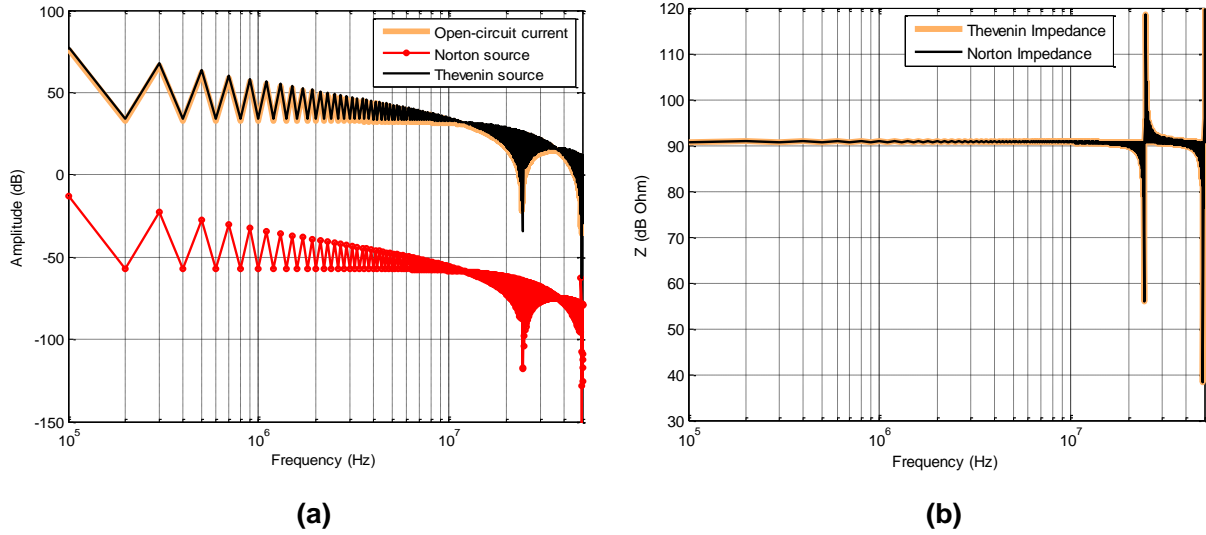 100
50
0
-50
-100
-150
Amplitude (dB)
Open-circuit current
Norton source
Thevenin source
10^5
10^6
10^7
Frequency (Hz)
(a)
120
110
100
90
80
70
60
50
40
30
Z (dB Ohm)
Thevenin Impedance
Norton Impedance
10^5
10^6
10^7
Frequency (Hz)
(b)